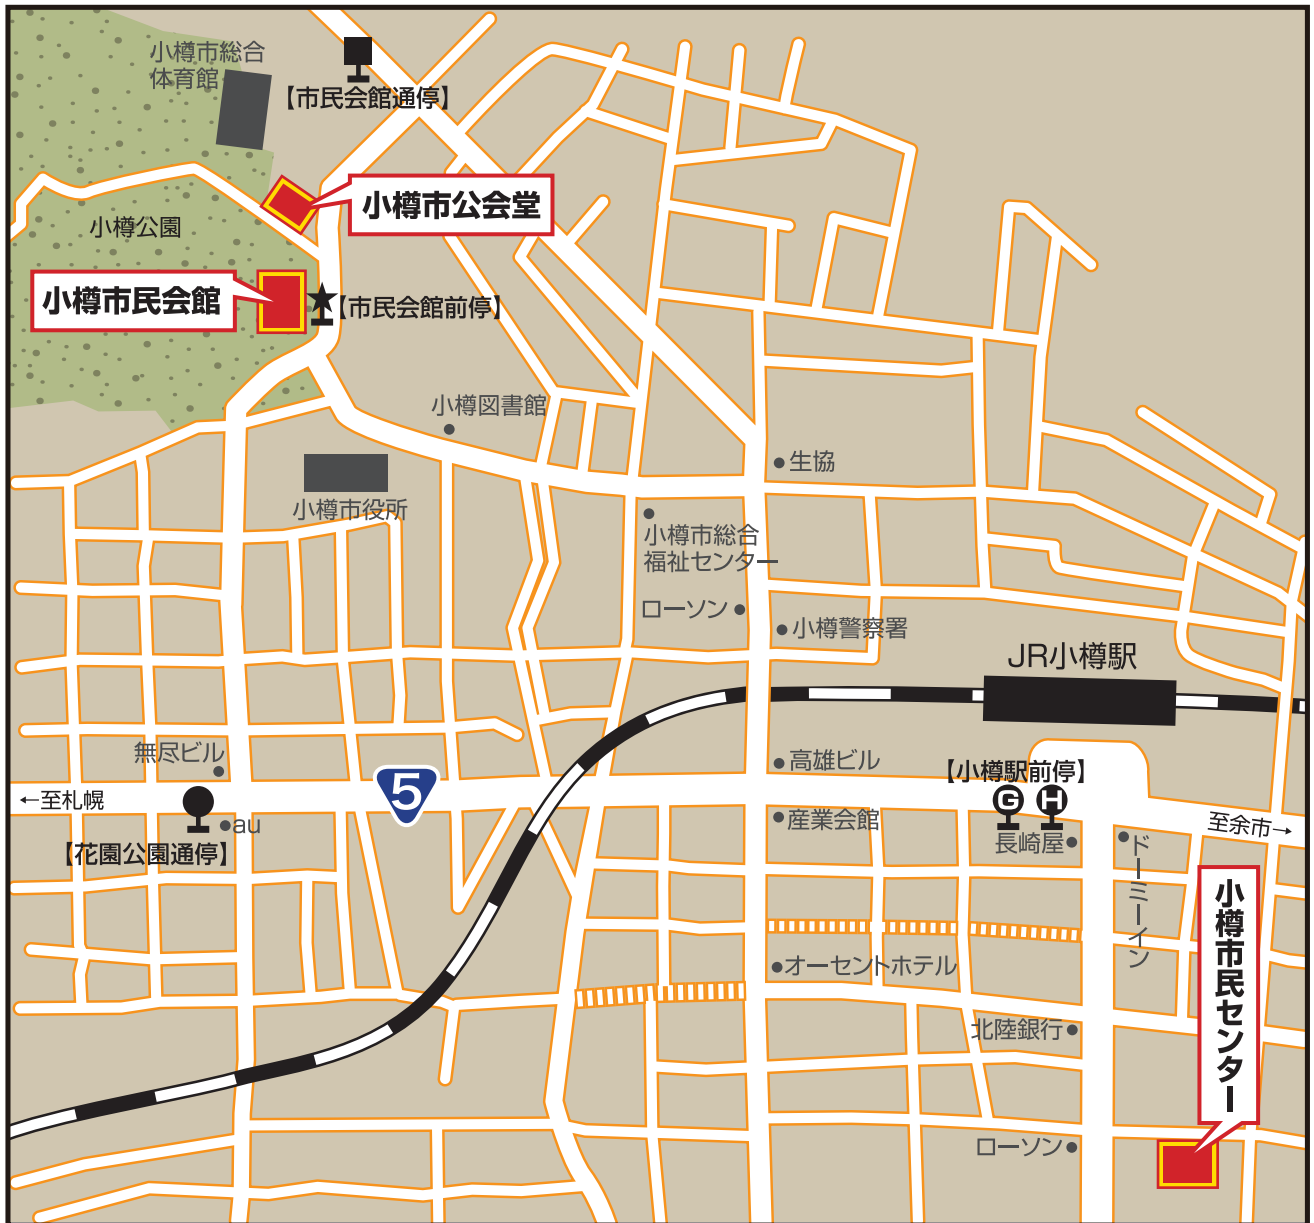 小樽市総合
体育館
【市民会館通停】
小樽市公会堂
小樽公園
小樽市民会館
【市民会館前停】
小樽図書館
生協
小樽市役所
小樽市総合
福祉センター
ローソン
小樽警察署
JR小樽駅
無尽ビル
高雄ビル
【小樽駅前停】
←至札幌
5
G
H
au
産業会館
至余市→
【花園公園通停】
長崎屋
ドーミーイン
小樽市民センター
オーセントホテル
北陸銀行
ローソン